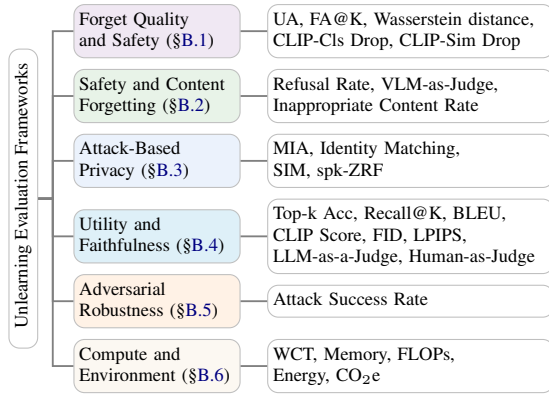 Unlearning Evaluation Frameworks
Forget Quality
and Safety (§B.1)
UA, FA@K, Wasserstein distance,
CLIP-Cls Drop, CLIP-Sim Drop
Safety and Content
Forgetting (§B.2)
Refusal Rate, VLM-as-Judge,
Inappropriate Content Rate
Attack-Based
Privacy (§B.3)
MIA, Identity Matching,
SIM, spk-ZRF
Utility and
Faithfulness (§B.4)
Top-k Acc, Recall@K, BLEU,
CLIP Score, FID, LPIPS,
LLM-as-a-Judge, Human-as-Judge
Adversarial
Robustness (§B.5)
Attack Success Rate
Compute and
Environment (§B.6)
WCT, Memory, FLOPs,
Energy, CO₂e